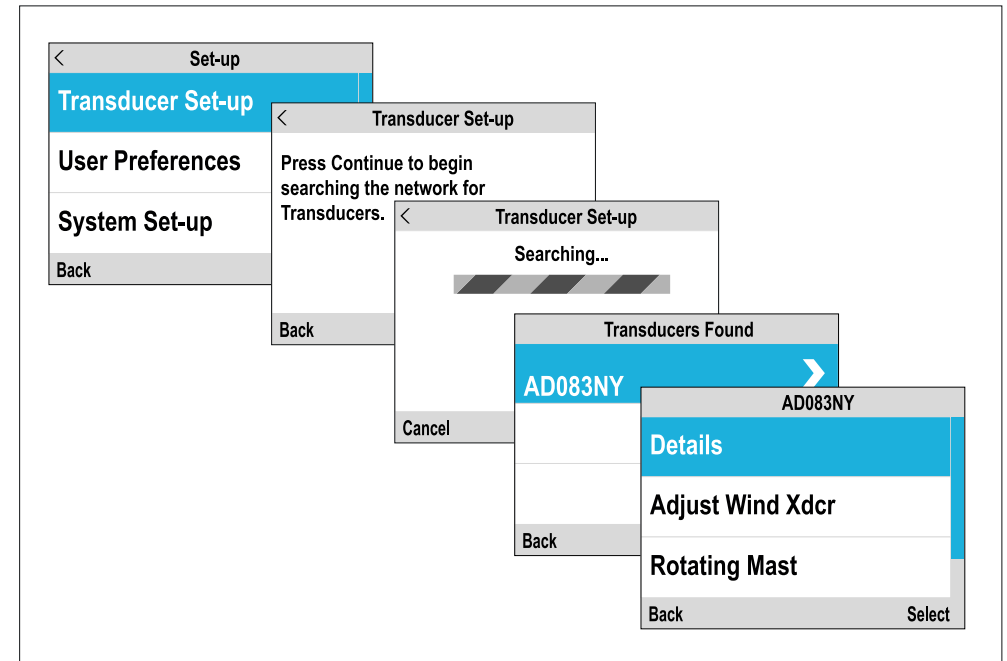 Set-up
Transducer Set-up
User Preferences
System Set-up
Back
Transducer Set-up
Press Continue to begin
searching the network for
Transducers.
Back
Transducer Set-up
Searching...
Cancel
Transducers Found
AD083NY
Back
AD083NY
Details
Adjust Wind Xdcr
Rotating Mast
Back Select